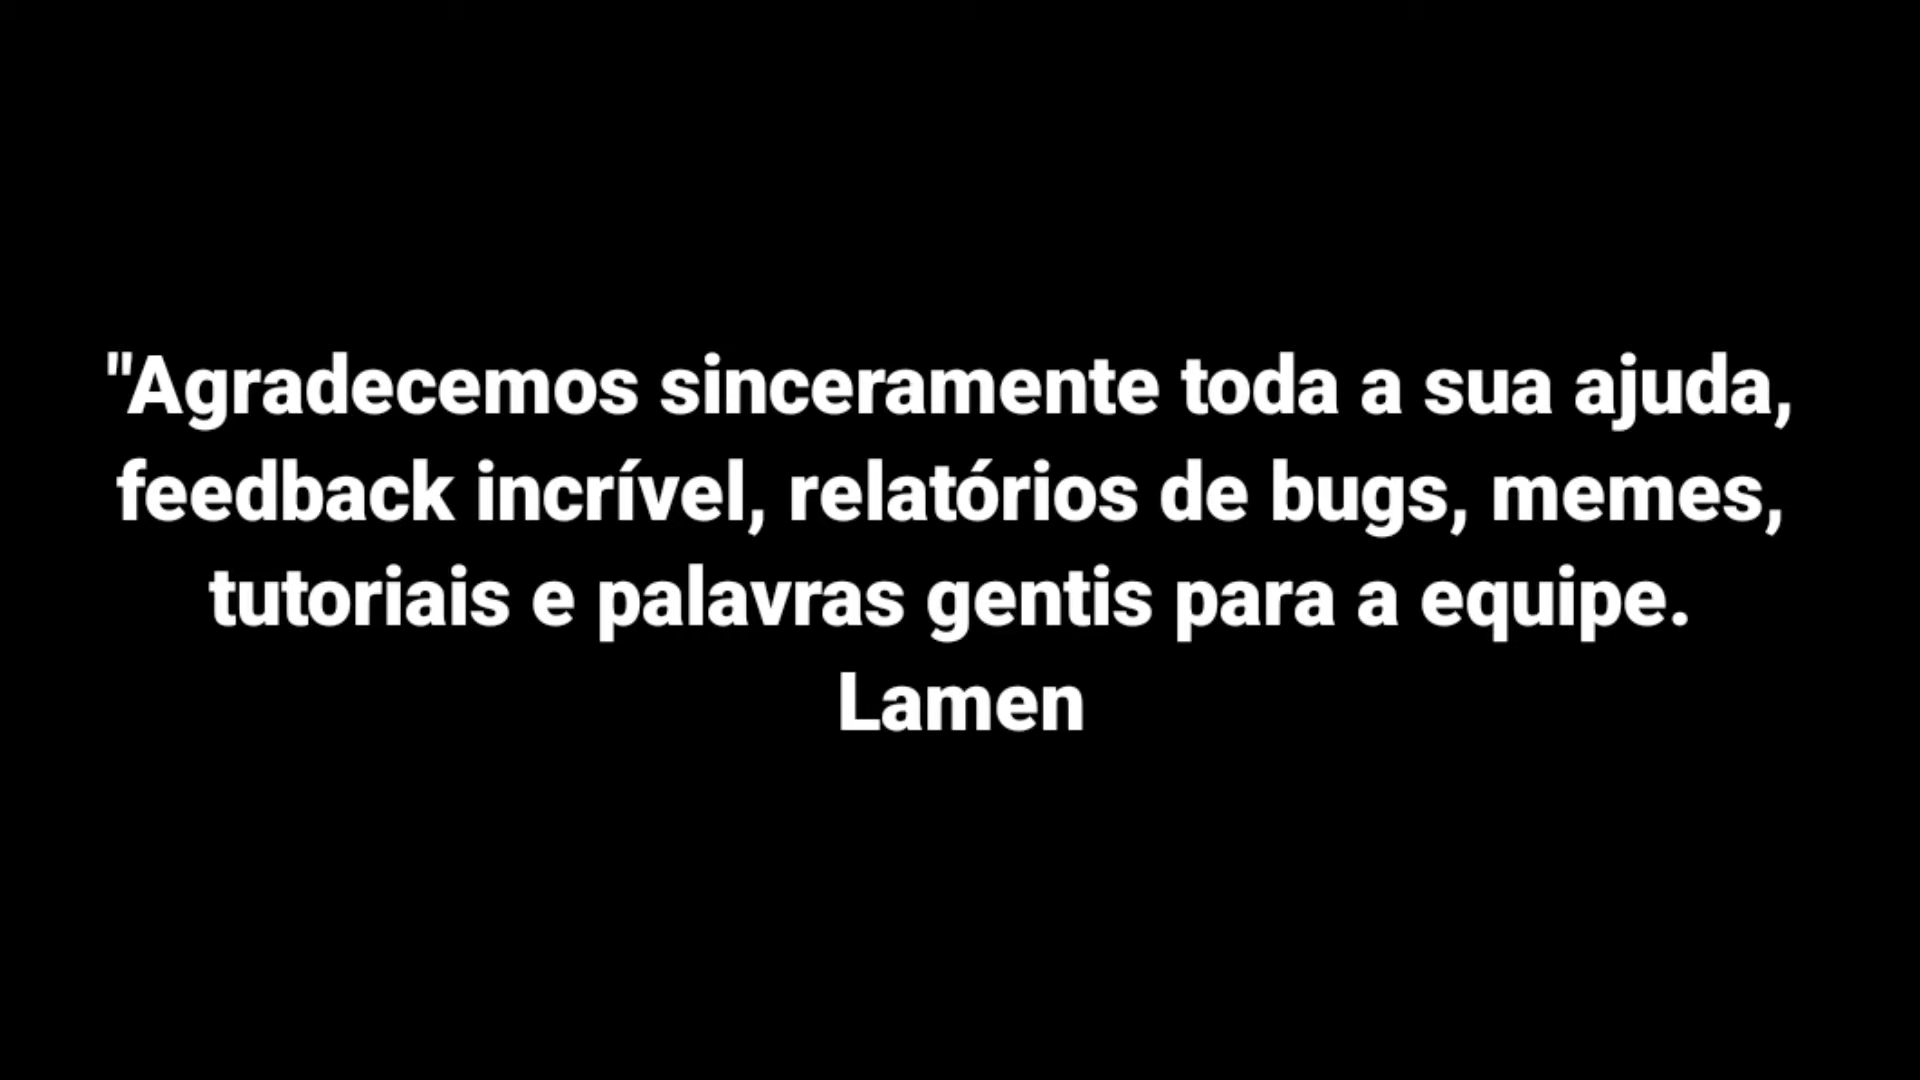 "Agradecemos sinceramente toda a sua ajuda,
feedback incrível, relatórios de bugs, memes,
tutoriais e palavras gentis para a equipe.
Lamen